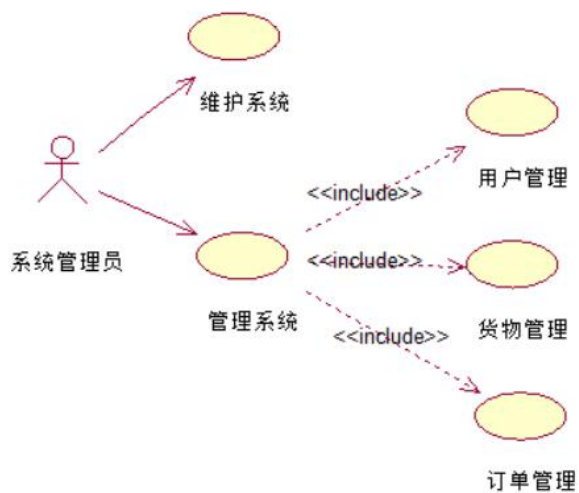 维护系统
用户管理
<<include>>
系统管理员
<<include>>
管理系统
货物管理
<<include>>
订单管理